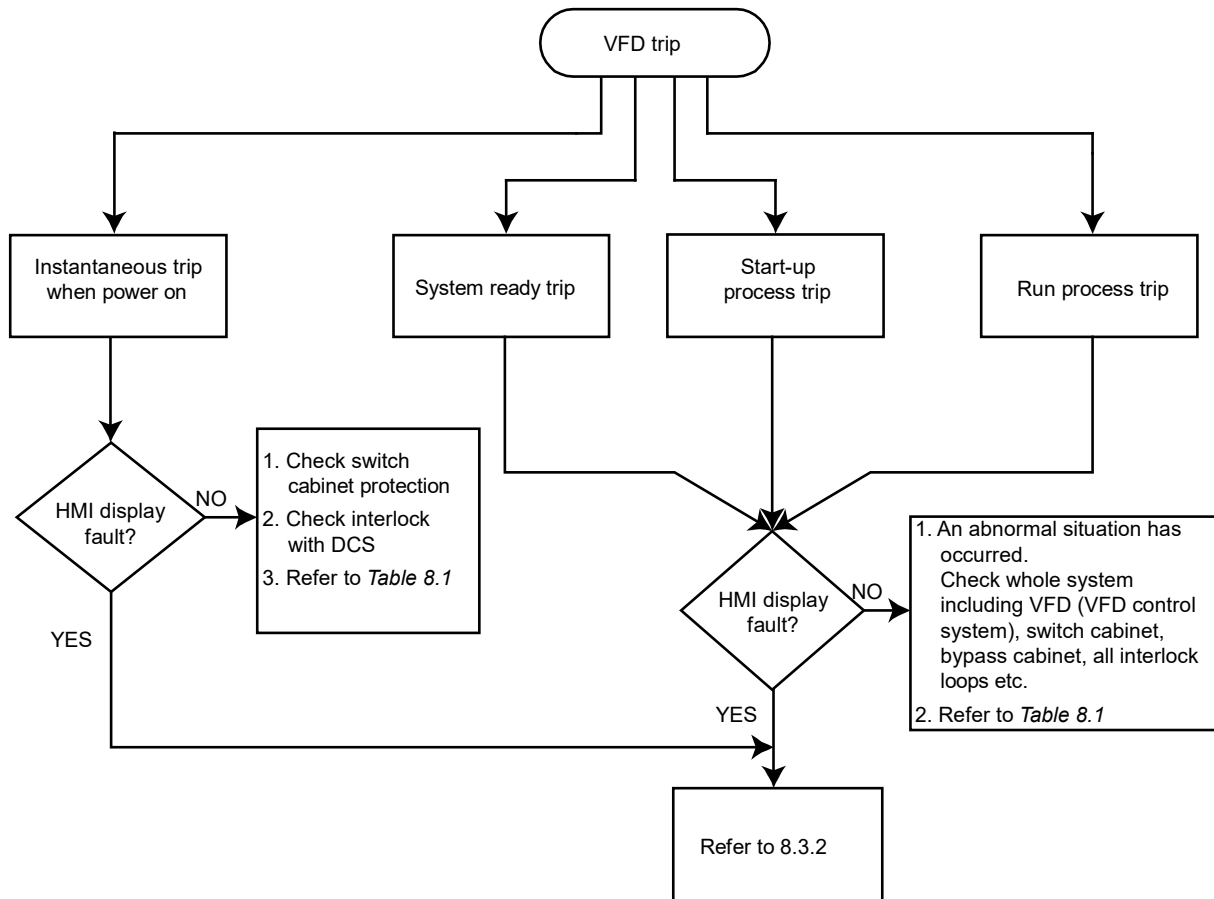 VFD trip
Instantaneous trip
when power on
System ready trip
Start-up
process trip
Run process trip
HMI display
fault?
NO
YES
1. Check switch
cabinet protection
2. Check interlock
with DCS
3. Refer to Table 8.1
HMI display
fault?
NO
YES
1. An abnormal situation has
occurred.
Check whole system
including VFD (VFD control
system), switch cabinet,
bypass cabinet, all interlock
loops etc.
2. Refer to Table 8.1
Refer to 8.3.2